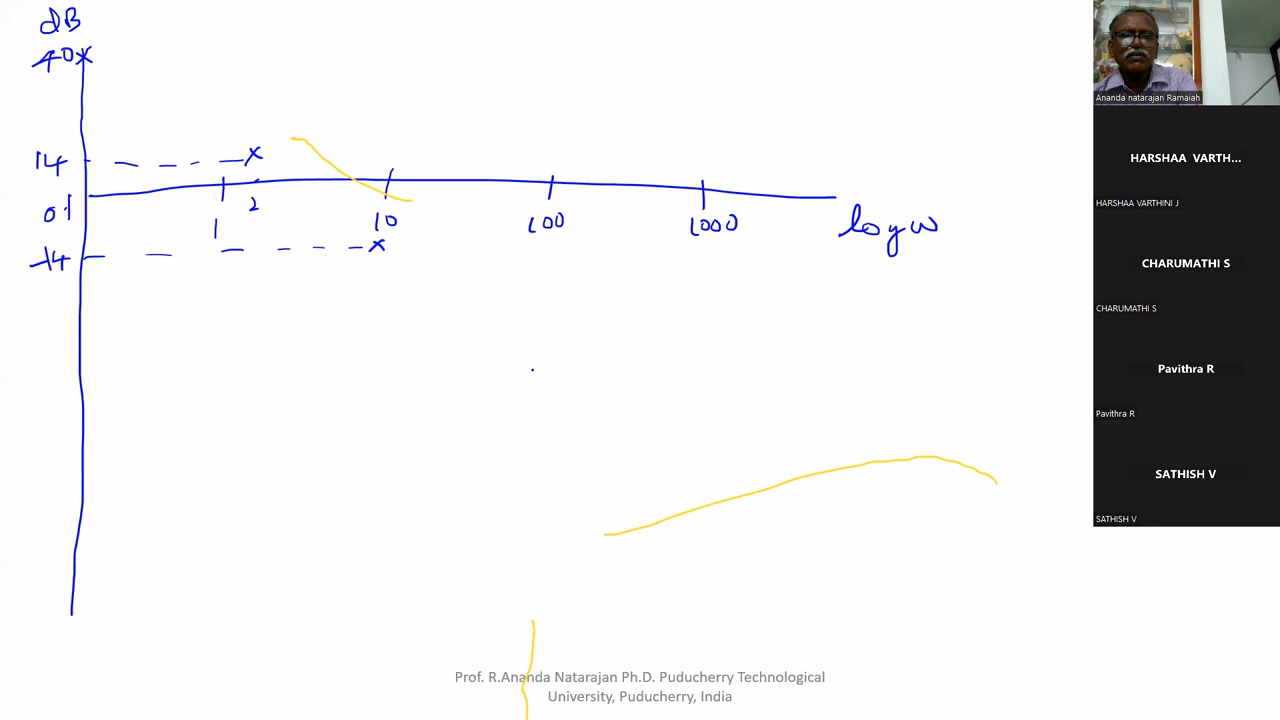 dB
40
14
0.1
1
2
10
100
1000
log w
-14
Prof. R.Ananda Natarajan Ph.D. Puducherry Technological
University, Puducherry, India
Ananda natarajan Ramaiah
HARSHAA VARTH...
HARSHAA VARTHINI J
CHARUMATHI S
CHARUMATHI S
Pavithra R
Pavithra R
SATHISH V
SATHISH V